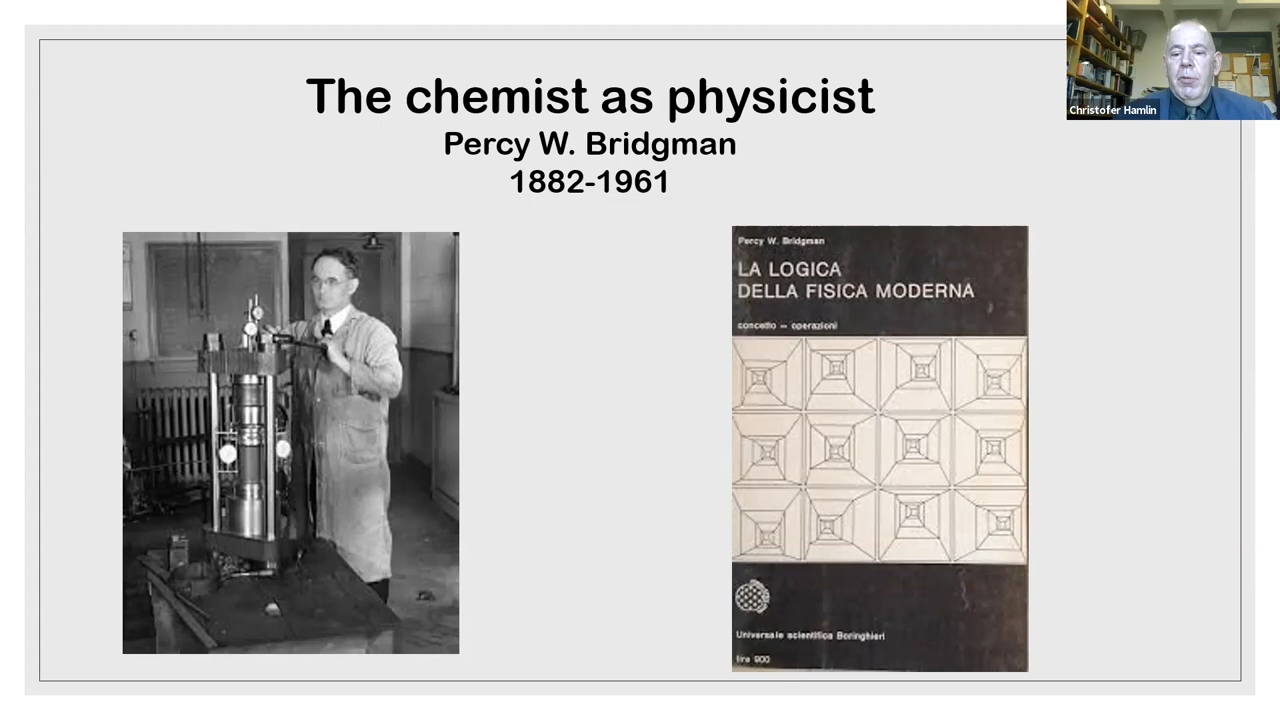 The chemist as physicist
Percy W. Bridgman
1882-1961
Christofer Hamlin
Percy W. Bridgman
LA LOGICA
DELLA FISICA MODERNA
concetto – operazioni
Universale scientifica Boringhieri
lire 900